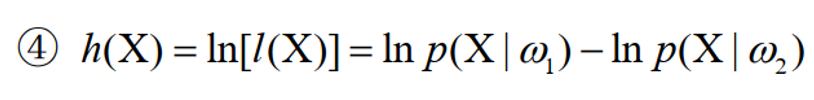 ④ h(X) = ln[l(X)] = ln p(X | ω₁) − ln p(X | ω₂)